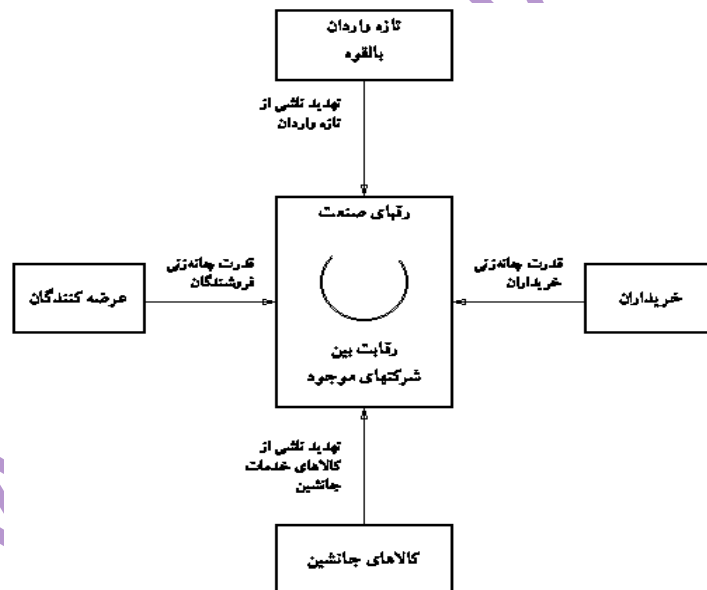 تازه واردان
بالقوه
تهدید ناشی از
تازه واردان
رقبای صنعت
قدرت چانه‌زنی
فروشندگان
قدرت چانه‌زنی
خریداران
عرضه کنندگان
خریداران
رقابت بین
شرکتهای موجود
تهدید ناشی از
کالاهای خدمات
جانشین
کالاهای جانشین